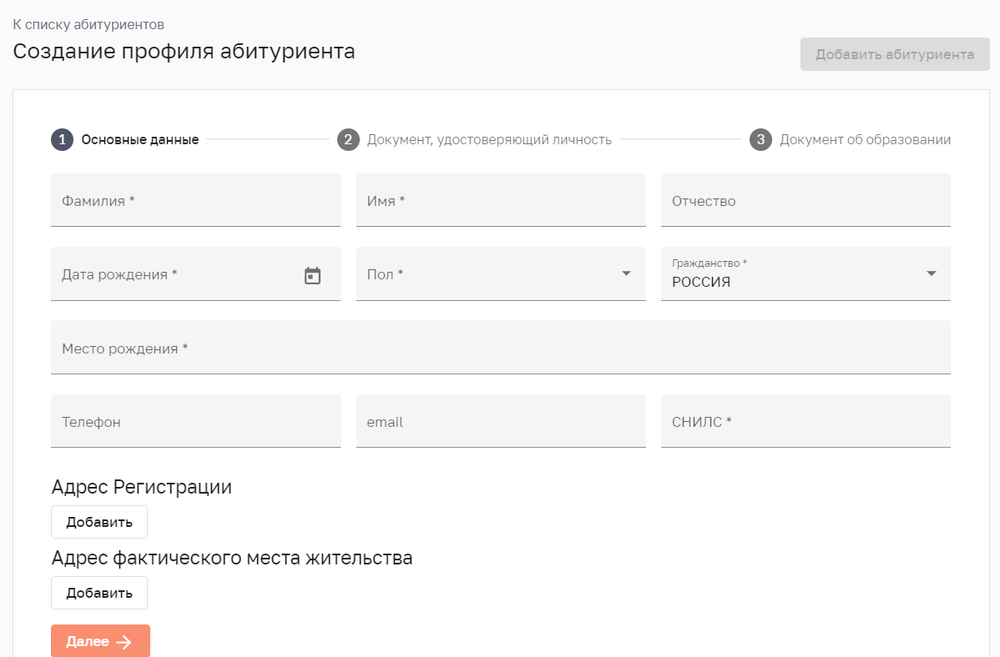 К списку абитуриентов
Создание профиля абитуриента
Добавить абитуриента
1 Основные данные 2 Документ, удостоверяющий личность 3 Документ об образовании
Фамилия * Имя * Отчество
Дата рождения * Пол * Гражданство *
РОССИЯ
Место рождения *
Телефон email СНИЛС *
Адрес Регистрации
Добавить
Адрес фактического места жительства
Добавить
Далее →